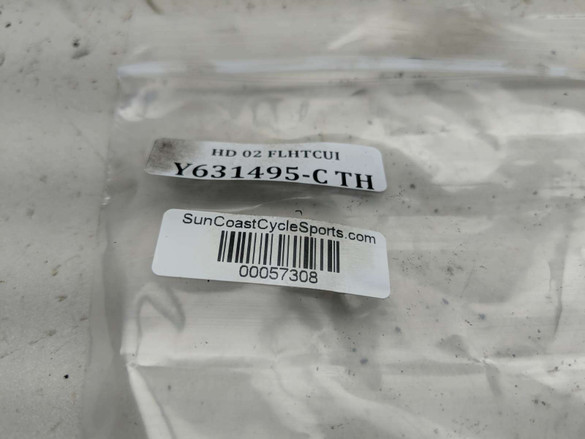 HD 02 FLHTCUI
Y631495-C TH
SunCoastCycleSports.com
00057308